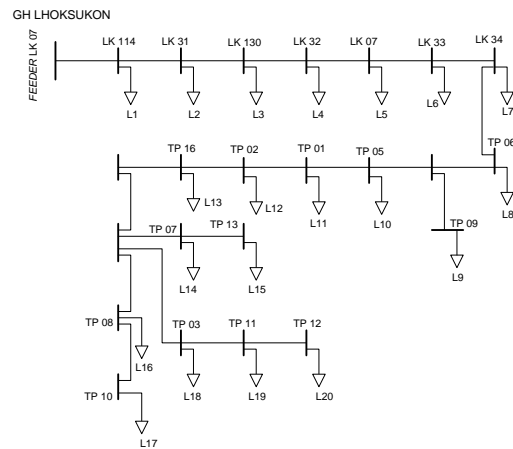 GH LHOKSUKON
FEEDER LK 07
LK 114
LK 31
LK 130
LK 32
LK 07
LK 33
LK 34
L1
L2
L3
L4
L5
L6
L7
TP 16
TP 02
TP 01
TP 05
TP 06
L13
L12
L11
L10
TP 09
L8
L9
TP 07
TP 13
L14
L15
TP 08
L16
TP 03
TP 11
TP 12
TP 10
L18
L19
L20
L17